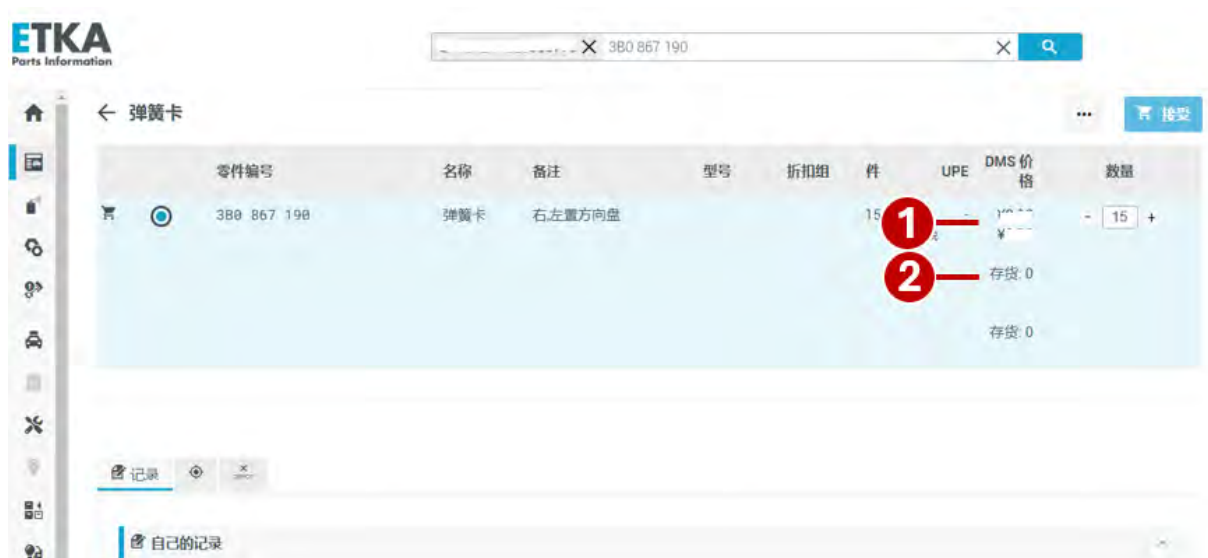 ETKA
Parts Information
3B0 867 190
← 弹簧卡
··· 接受
零件编号 名称 备注 型号 折扣组 件 UPE DMS 价格 数量
3B0 867 190 弹簧卡 右,左置方向盘 15 - 15 +
1
¥
2 存货: 0
存货: 0
记录
自己的记录